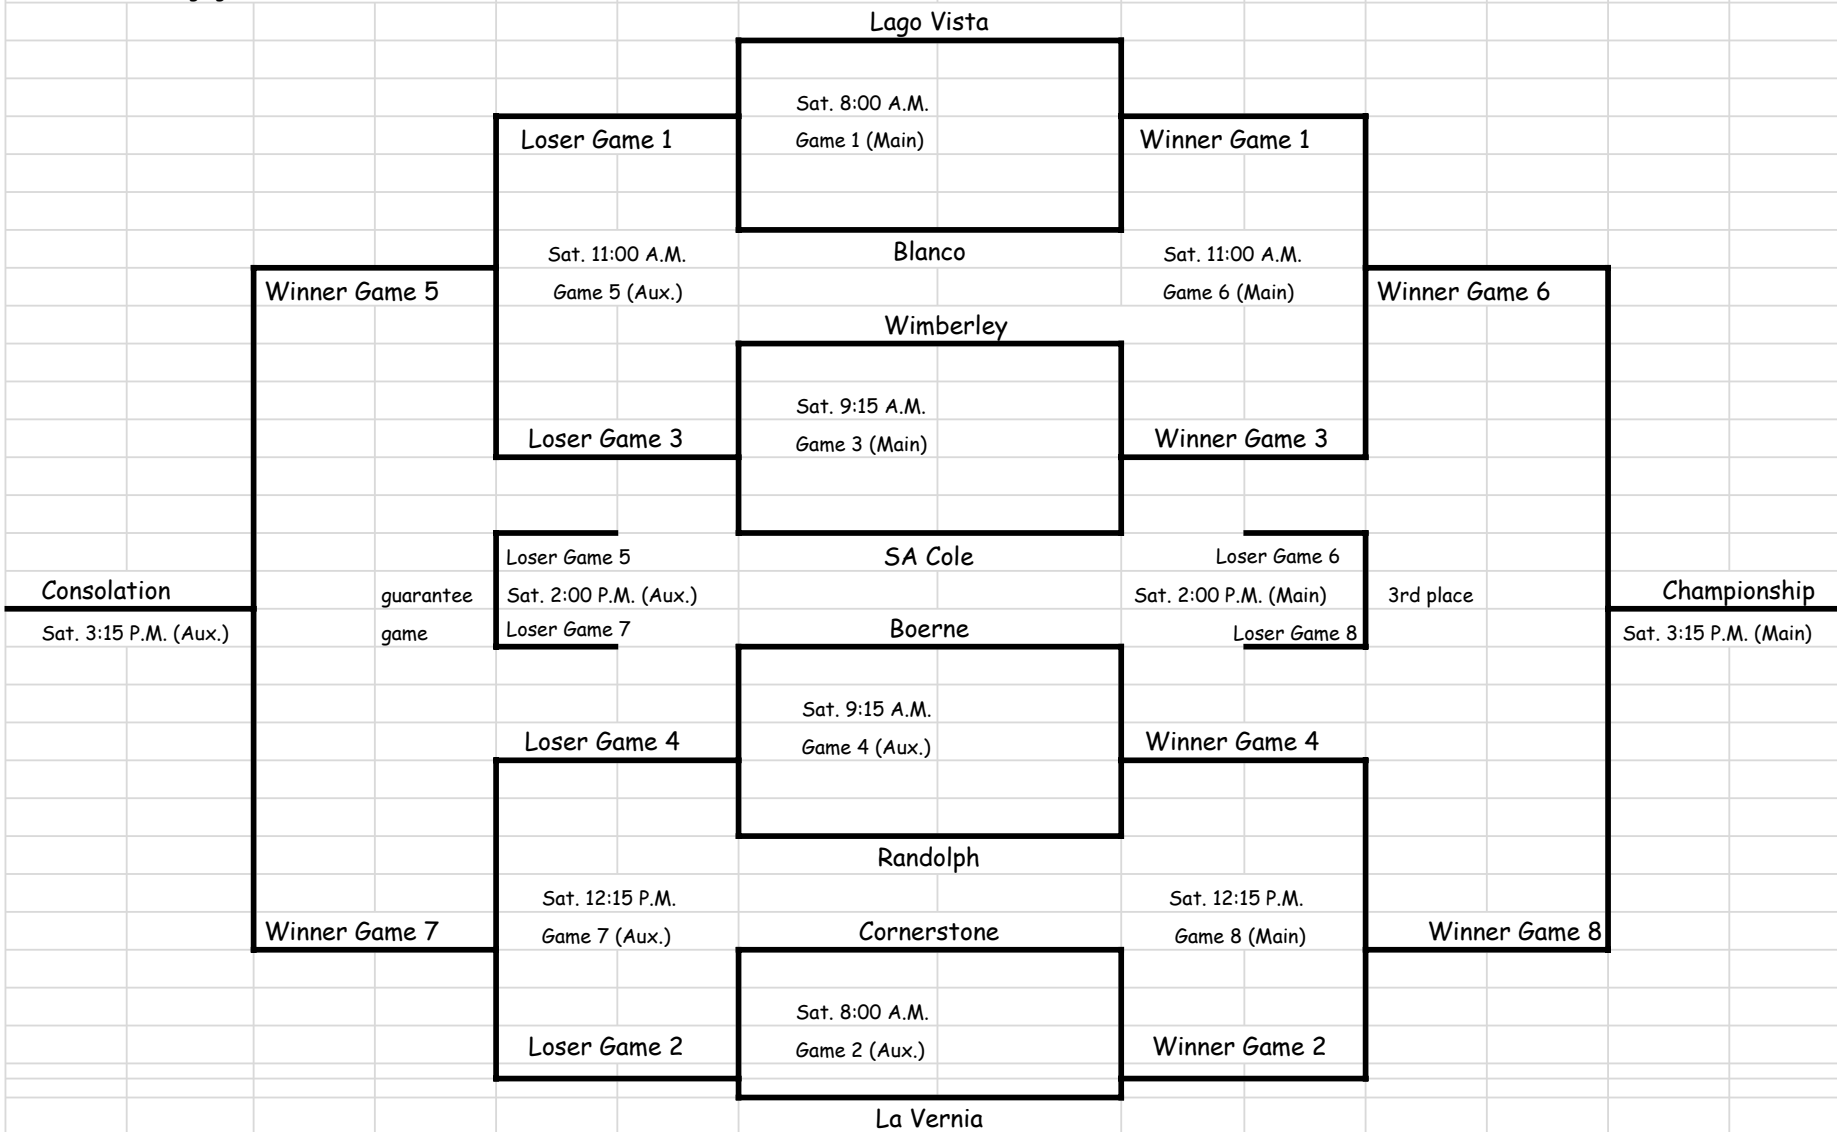 Lago Vista
Sat. 8:00 A.M.
Loser Game 1
Game 1 (Main)
Winner Game 1
Sat. 11:00 A.M.
Blanco
Sat. 11:00 A.M.
Winner Game 5
Game 5 (Aux.)
Game 6 (Main)
Winner Game 6
Wimberley
Sat. 9:15 A.M.
Loser Game 3
Game 3 (Main)
Winner Game 3
Loser Game 5
SA Cole
Loser Game 6
Consolation
guarantee
Sat. 2:00 P.M. (Aux.)
Sat. 2:00 P.M. (Main)
3rd place
Championship
Sat. 3:15 P.M. (Aux.)
game
Loser Game 7
Boerne
Loser Game 8
Sat. 3:15 P.M. (Main)
Sat. 9:15 A.M.
Loser Game 4
Game 4 (Aux.)
Winner Game 4
Randolph
Sat. 12:15 P.M.
Sat. 12:15 P.M.
Winner Game 7
Game 7 (Aux.)
Cornerstone
Game 8 (Main)
Winner Game 8
Sat. 8:00 A.M.
Loser Game 2
Game 2 (Aux.)
Winner Game 2
La Vernia